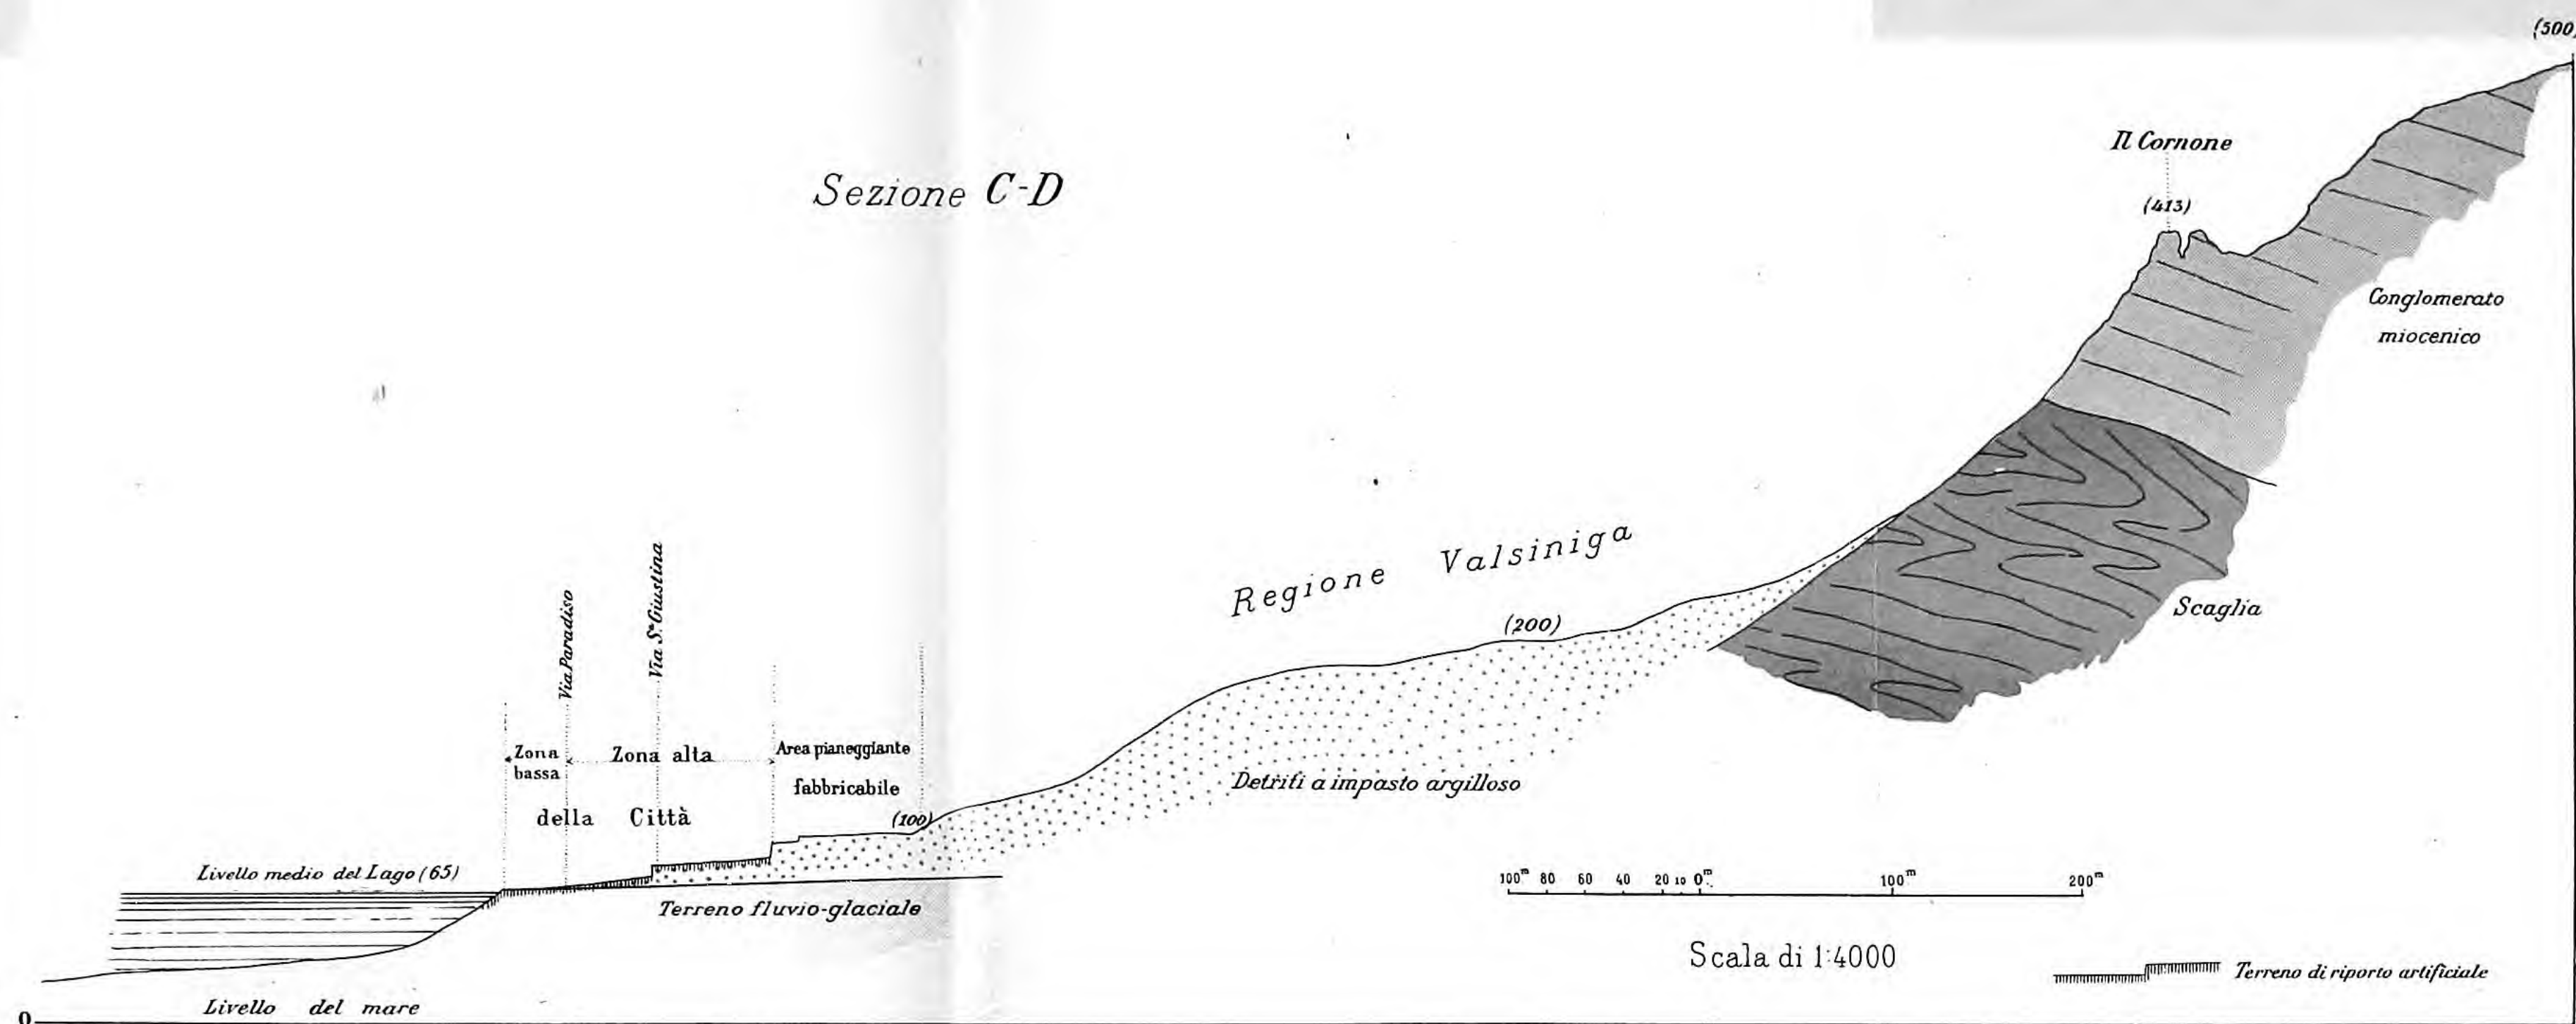 (500)
Il Cornone
(413)
Sezione C-D
Conglomerato
miocenico
Regione Valsiniga
(200)
Scaglia
Via Paradiso
Via Sta Giustina
Zona
bassa
Zona alta
della Città
Area pianeggiante
fabbricabile
(100)
Detriti a impasto argilloso
Livello medio del Lago (65)
Terreno fluvio-glaciale
100m 80 60 40 20 10 0m 100m 200m
Scala di 1:4000
Terreno di riporto artificiale
Livello del mare
0